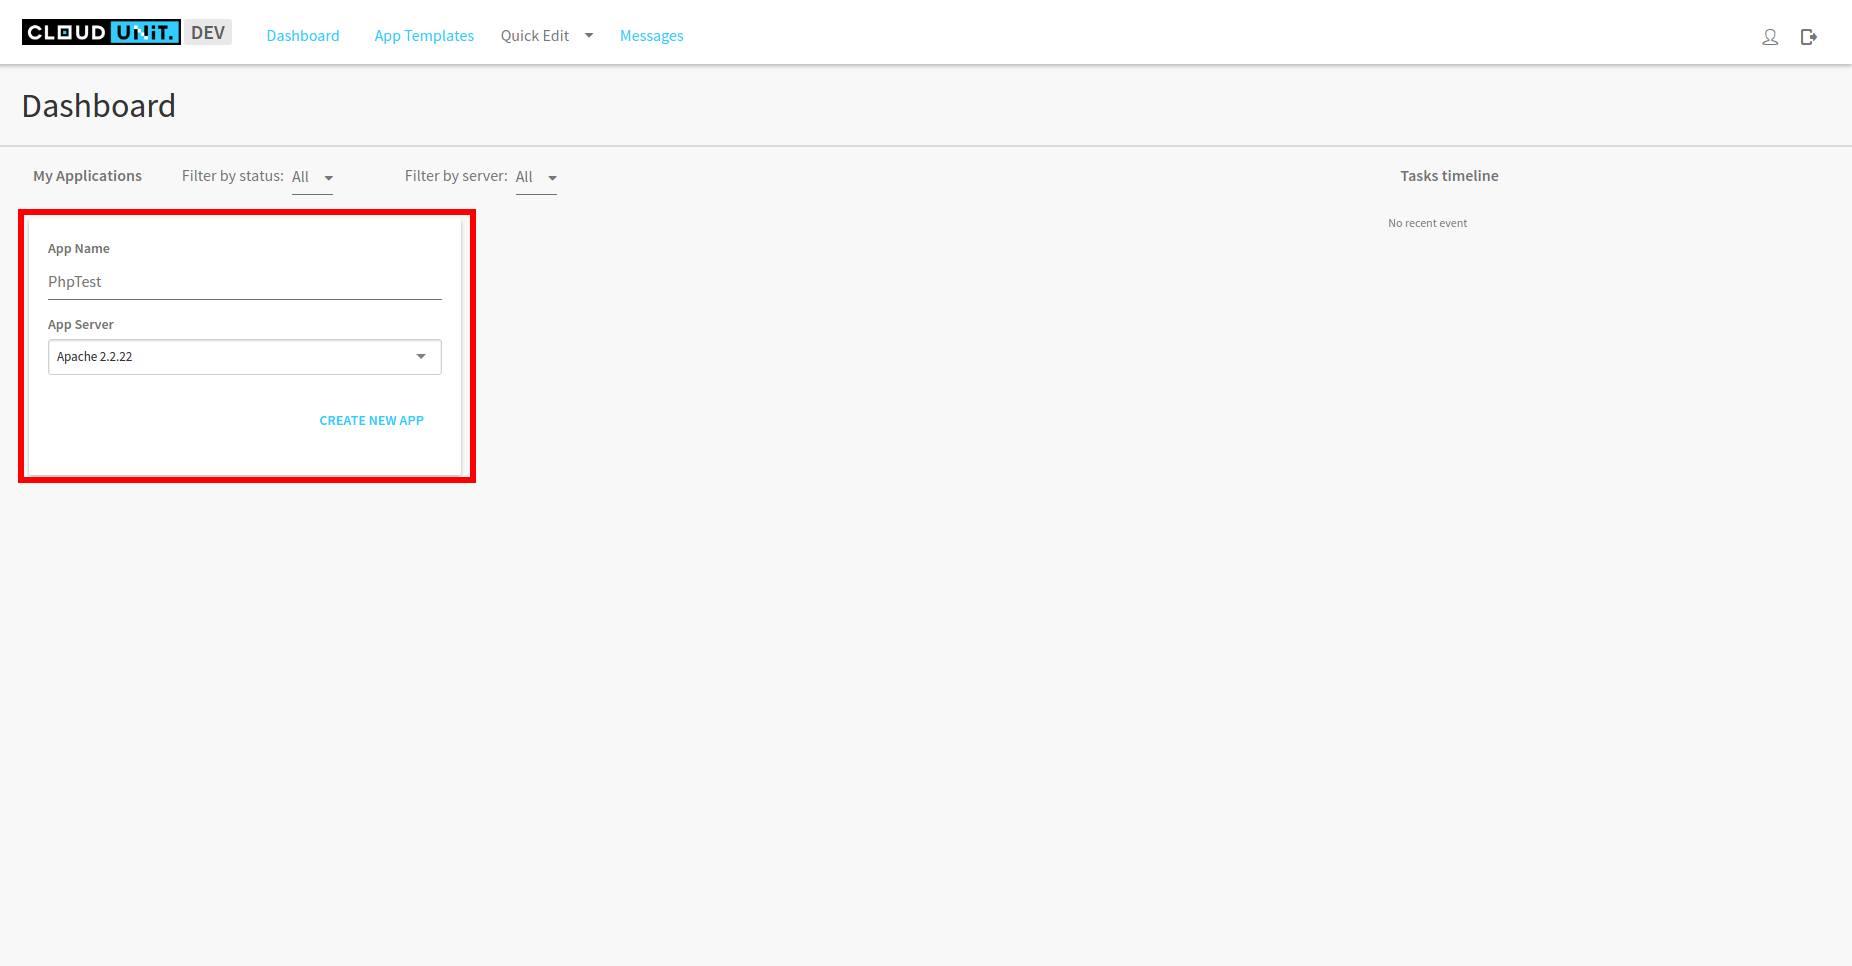 CLOUD UNiT. DEV Dashboard App Templates Quick Edit Messages
Dashboard
My Applications Filter by status: All Filter by server: All Tasks timeline
No recent event
App Name
PhpTest
App Server
Apache 2.2.22
CREATE NEW APP